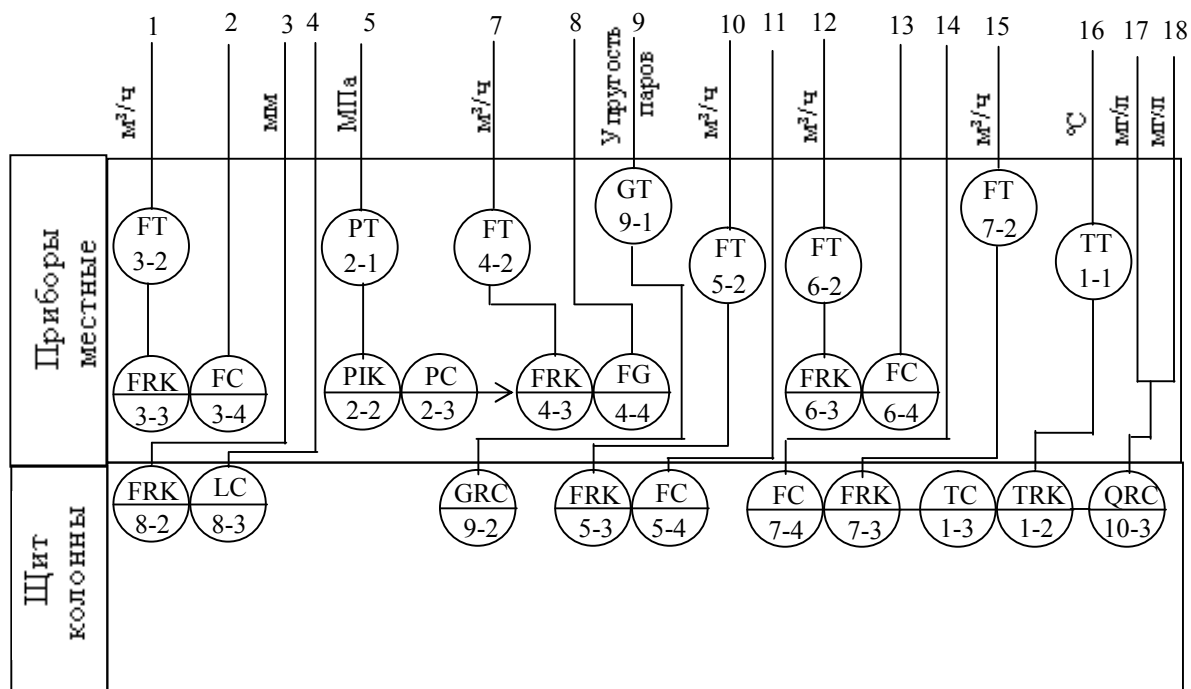 1 2 3 4 5 7 8 9 10 11 12 13 14 15 16 17 18
м³/ч
мм
МПа
м³/ч
Упругость
паров
м³/ч
м³/ч
м³/ч
°C
мг/л
мг/л
Приборы
местные
FT
3-2
PT
2-1
FT
4-2
GT
9-1
FT
5-2
FT
6-2
FT
7-2
TT
1-1
FRK
3-3
FC
3-4
PIK
2-2
PC
2-3
FRK
4-3
FG
4-4
FRK
6-3
FC
6-4
Щит
колонны
FRK
8-2
LC
8-3
GRC
9-2
FRK
5-3
FC
5-4
FC
7-4
FRK
7-3
TC
1-3
TRK
1-2
QRC
10-3